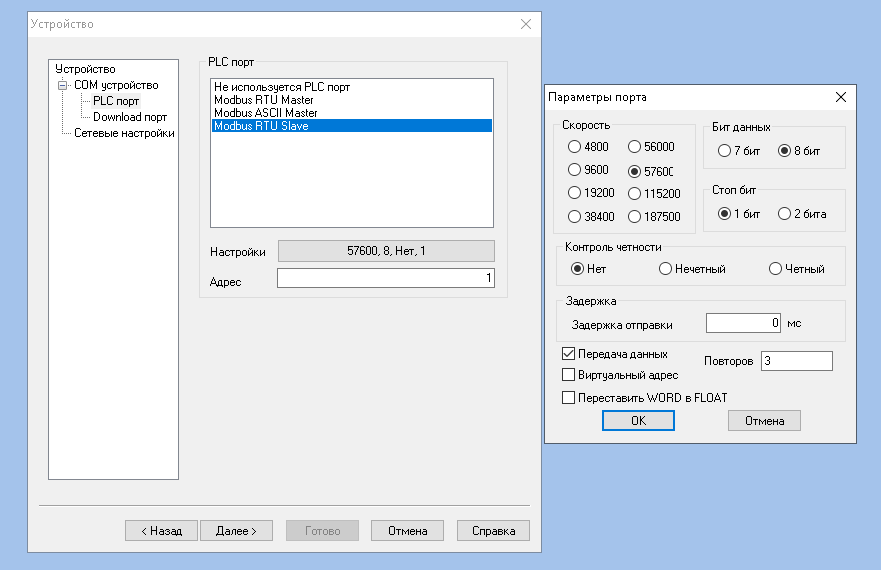 Устройство
Устройство
COM устройство
PLC порт
Download порт
Сетевые настройки
PLC порт
Не используется PLC порт
Modbus RTU Master
Modbus ASCII Master
Modbus RTU Slave
Настройки
57600, 8, Нет, 1
Адрес
1
< Назад
Далее >
Готово
Отмена
Справка
Параметры порта
Скорость
4800
56000
9600
57600
19200
115200
38400
187500
Бит данных
7 бит
8 бит
Стоп бит
1 бит
2 бита
Контроль четности
Нет
Нечетный
Четный
Задержка
Задержка отправки
0
мс
Передача данных
Повторов
3
Виртуальный адрес
Переставить WORD в FLOAT
OK
Отмена